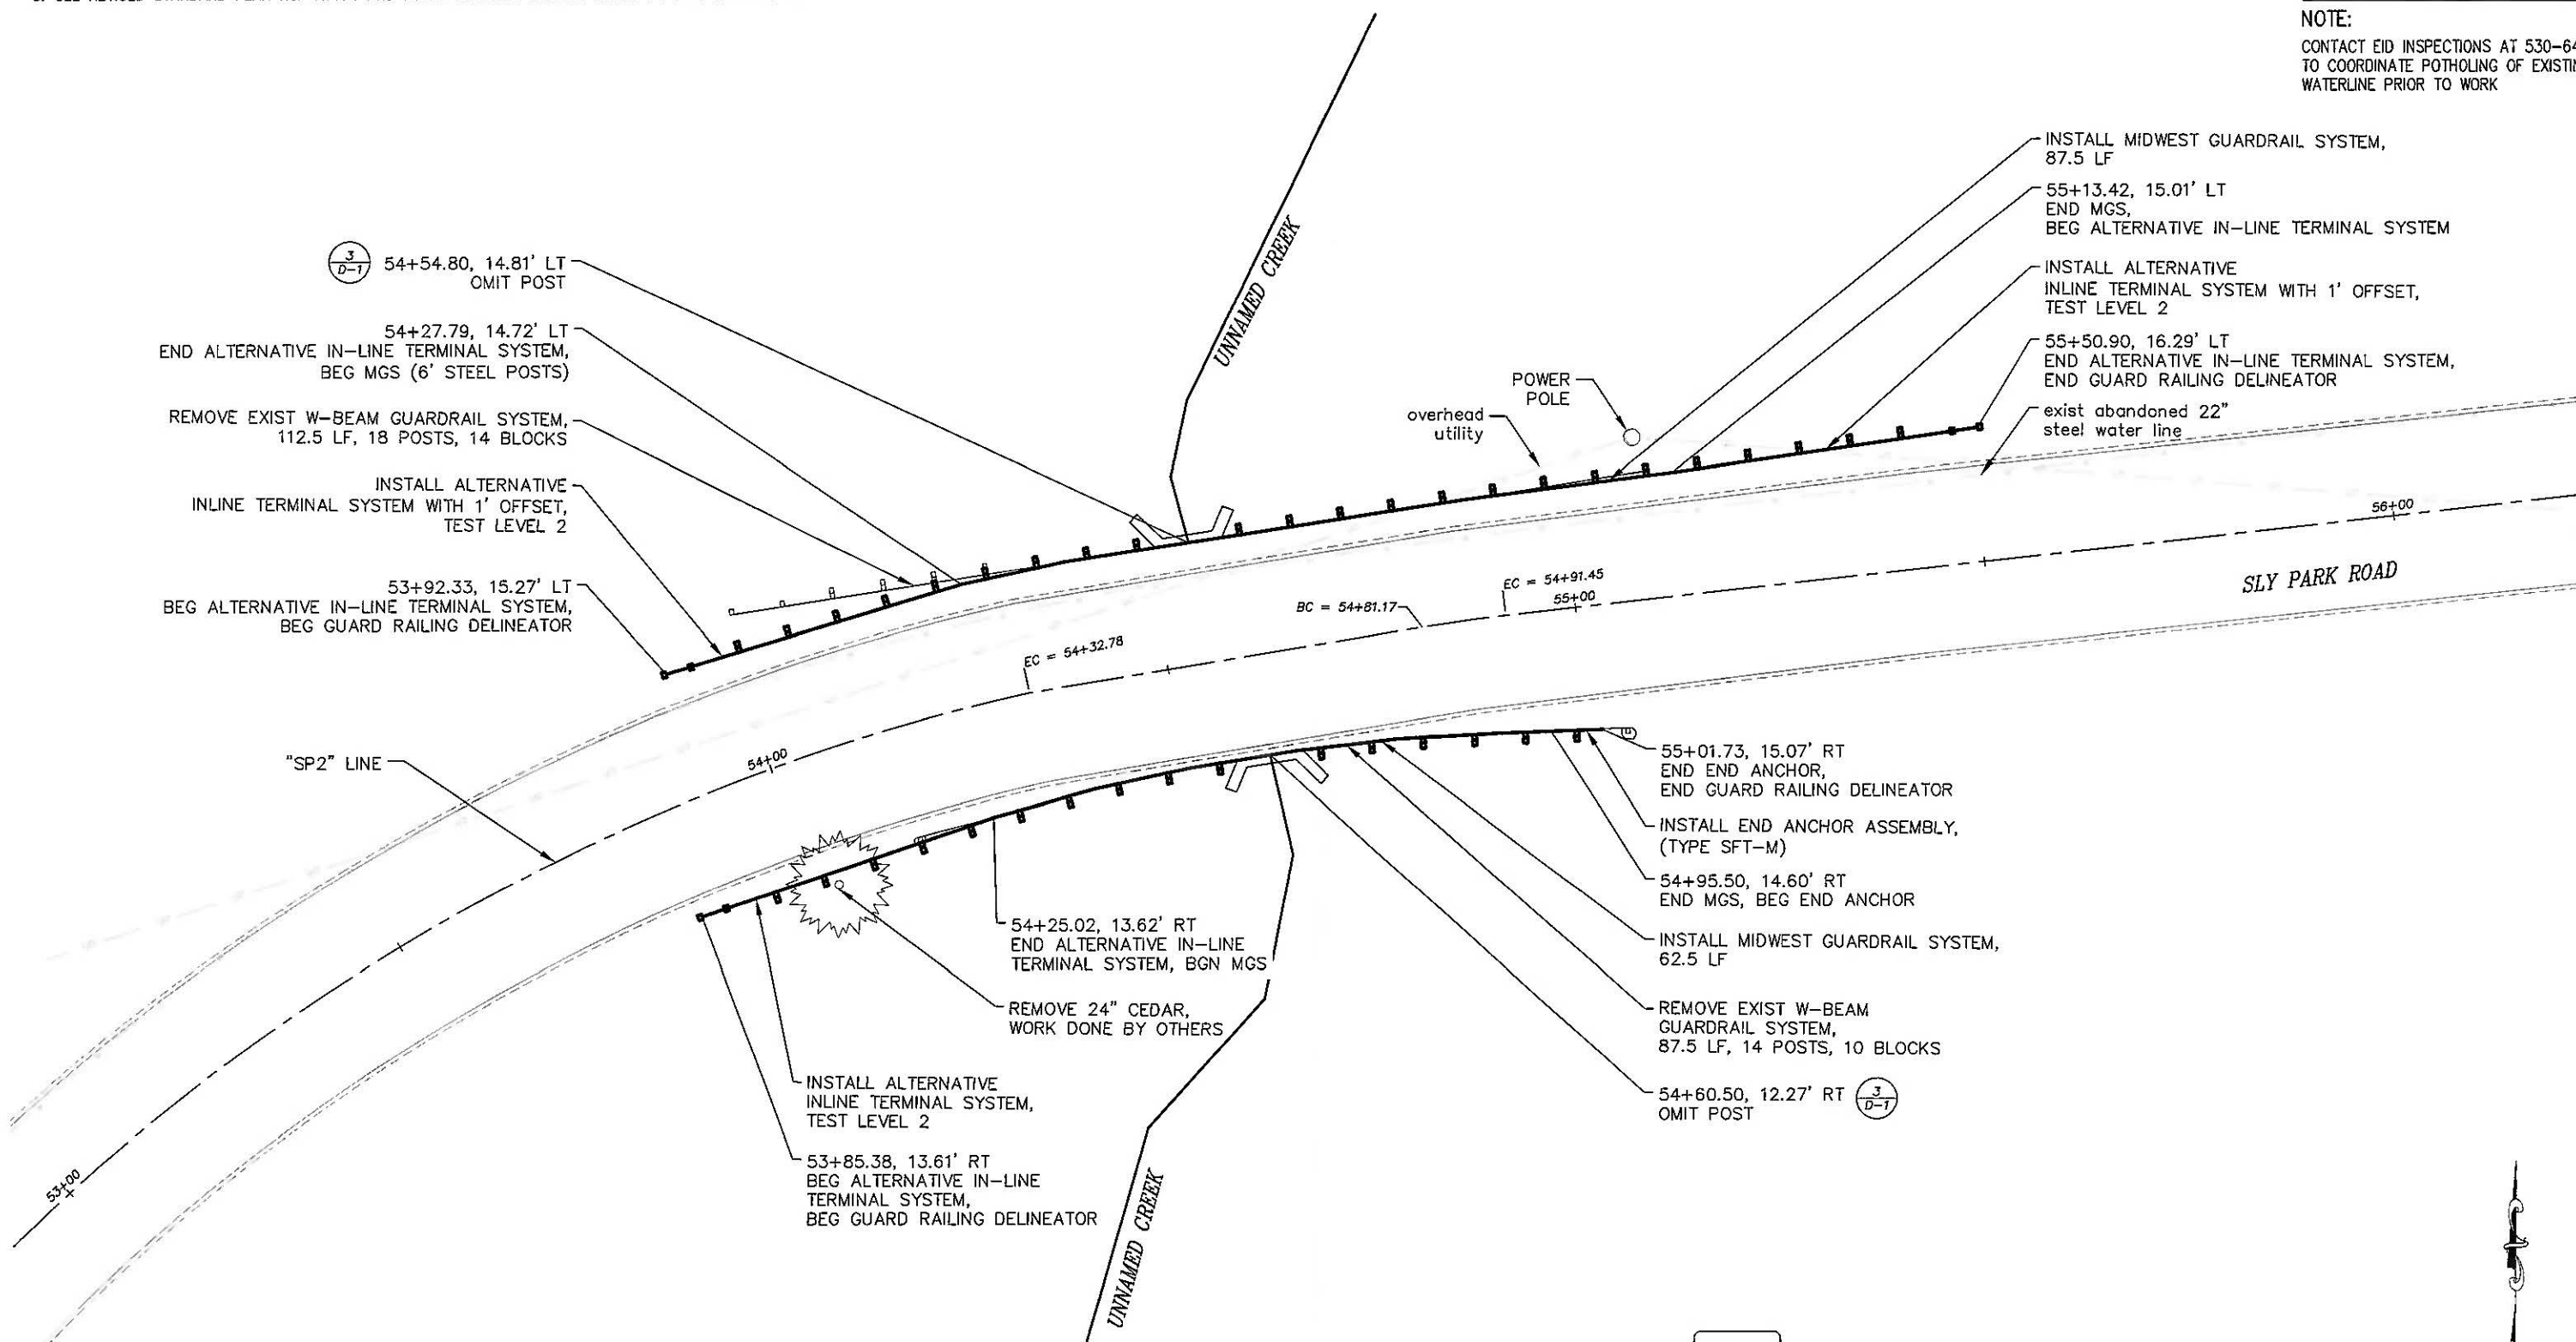 NOTE:
CONTACT EID INSPECTIONS AT 530-64
TO COORDINATE POTHOLING OF EXISTIN
WATERLINE PRIOR TO WORK
INSTALL MIDWEST GUARDRAIL SYSTEM,
87.5 LF
55+13.42, 15.01' LT
END MGS,
BEG ALTERNATIVE IN-LINE TERMINAL SYSTEM
INSTALL ALTERNATIVE
INLINE TERMINAL SYSTEM WITH 1' OFFSET,
TEST LEVEL 2
55+50.90, 16.29' LT
END ALTERNATIVE IN-LINE TERMINAL SYSTEM,
END GUARD RAILING DELINEATOR
exist abandoned 22"
steel water line
3
D-1
54+54.80, 14.81' LT
OMIT POST
54+27.79, 14.72' LT
END ALTERNATIVE IN-LINE TERMINAL SYSTEM,
BEG MGS (6' STEEL POSTS)
REMOVE EXIST W-BEAM GUARDRAIL SYSTEM,
112.5 LF, 18 POSTS, 14 BLOCKS
INSTALL ALTERNATIVE
INLINE TERMINAL SYSTEM WITH 1' OFFSET,
TEST LEVEL 2
53+92.33, 15.27' LT
BEG ALTERNATIVE IN-LINE TERMINAL SYSTEM,
BEG GUARD RAILING DELINEATOR
UNNAMED CREEK
POWER
POLE
overhead
utility
56+00
SLY PARK ROAD
EC = 54+91.45
55+00
BC = 54+81.17
EC = 54+32.78
54+00
"SP2" LINE
53+00
55+01.73, 15.07' RT
END END ANCHOR,
END GUARD RAILING DELINEATOR
INSTALL END ANCHOR ASSEMBLY,
(TYPE SFT-M)
54+95.50, 14.60' RT
END MGS, BEG END ANCHOR
INSTALL MIDWEST GUARDRAIL SYSTEM,
62.5 LF
REMOVE EXIST W-BEAM
GUARDRAIL SYSTEM,
87.5 LF, 14 POSTS, 10 BLOCKS
54+60.50, 12.27' RT
OMIT POST
3
D-1
54+25.02, 13.62' RT
END ALTERNATIVE IN-LINE
TERMINAL SYSTEM, BGN MGS
REMOVE 24" CEDAR,
WORK DONE BY OTHERS
INSTALL ALTERNATIVE
INLINE TERMINAL SYSTEM,
TEST LEVEL 2
53+85.38, 13.61' RT
BEG ALTERNATIVE IN-LINE
TERMINAL SYSTEM,
BEG GUARD RAILING DELINEATOR
UNNAMED CREEK